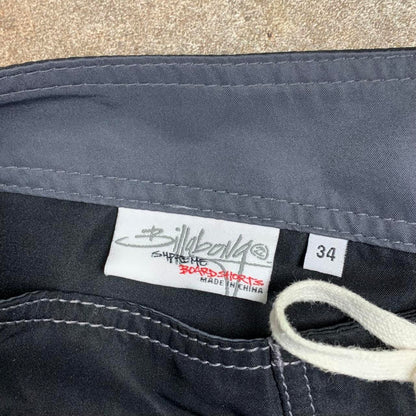 Billabong
SUPREME
BOARDSHORTS
MADE IN CHINA
34